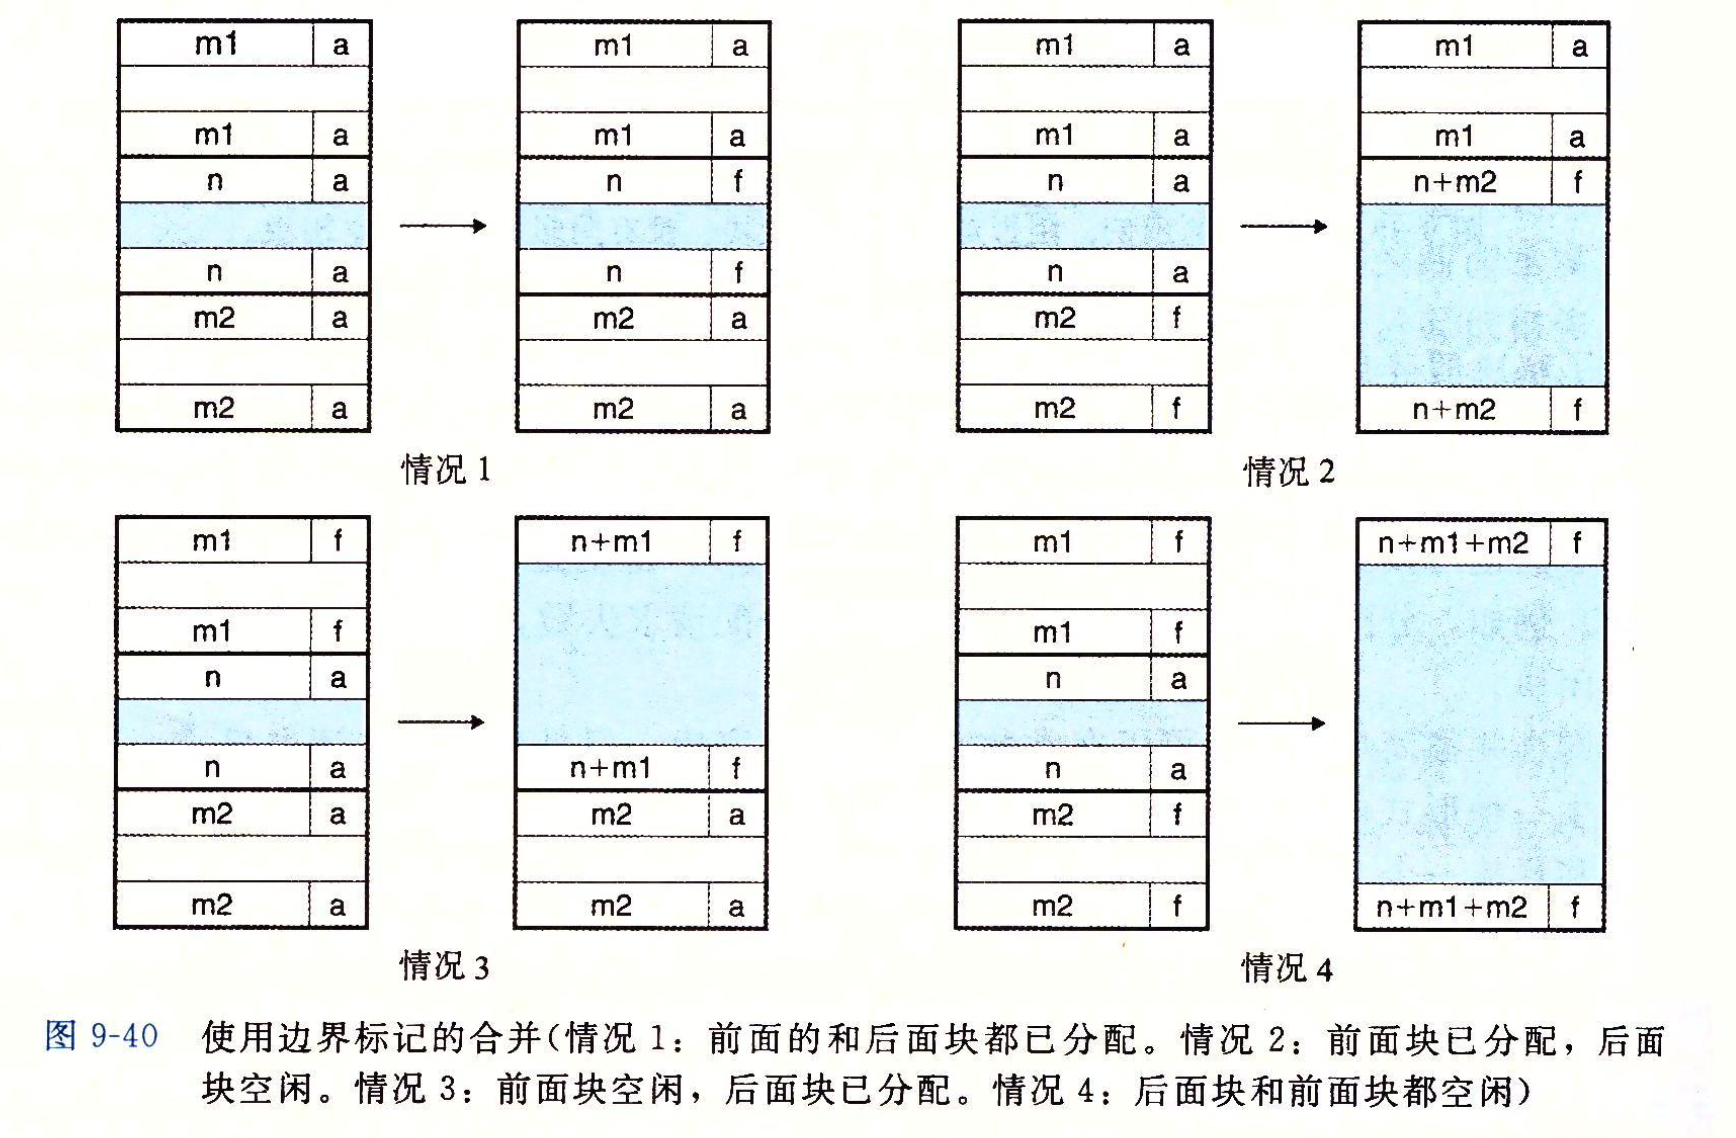 m1 a m1 a
m1 a m1 a
n a n f
n a n f
m2 a m2 a
m2 a m2 a
情况 1
m1 a m1 a
m1 a m1 a
n a n+m2 f
n a
m2 f
m2 f n+m2 f
情况 2
m1 f n+m1 f
m1 f
n a
n a n+m1 f
m2 a m2 a
m2 a m2 a
情况 3
m1 f n+m1+m2 f
m1 f
n a
n a
m2 f
m2 f n+m1+m2 f
情况 4
图 9-40 使用边界标记的合并(情况 1：前面的和后面块都已分配。情况 2：前面块已分配，后面
块空闲。情况 3：前面块空闲，后面块已分配。情况 4：后面块和前面块都空闲)